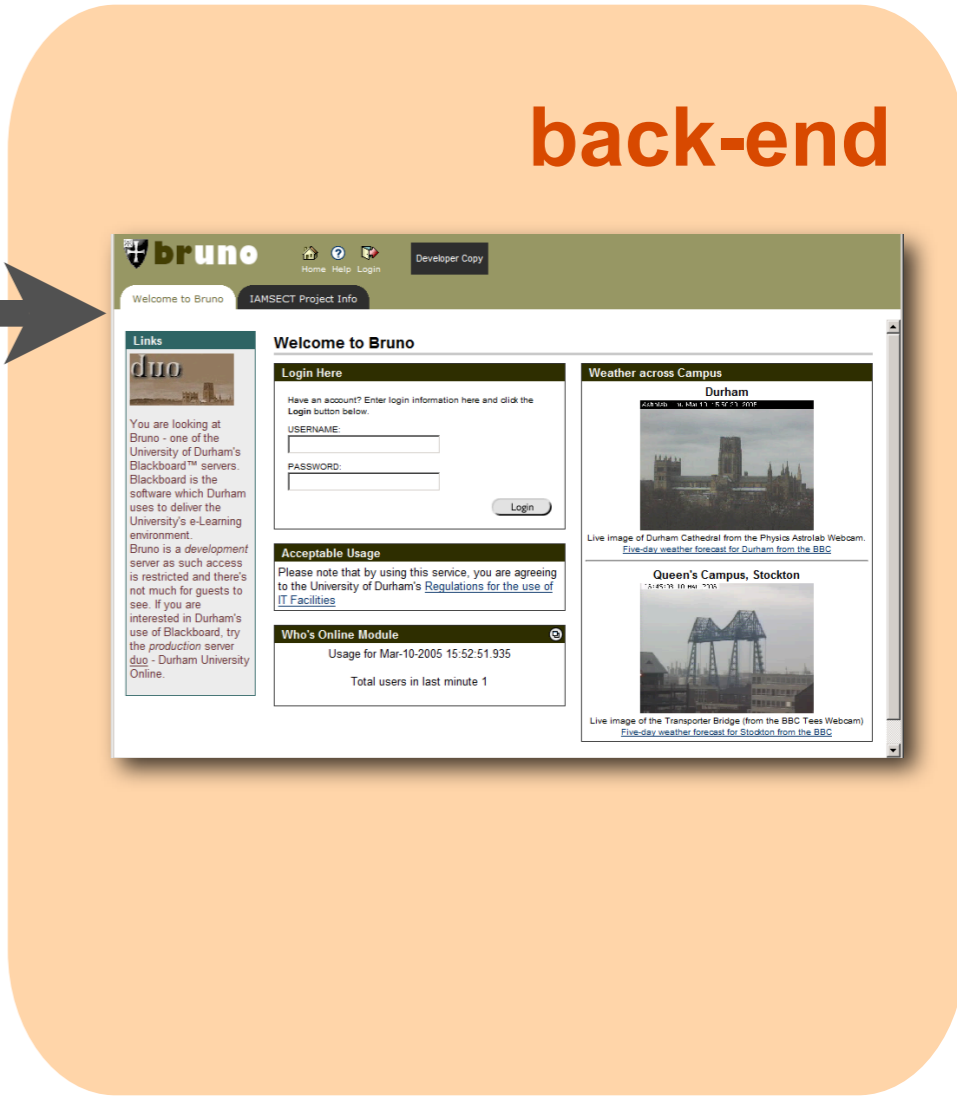 back-end
bruno
Home Help Login
Developer Copy
Welcome to Bruno
IAMSECT Project Info
Links
duo
You are looking at
Bruno - one of the
University of Durham's
Blackboard™ servers.
Blackboard is the
software which Durham
uses to deliver the
University's e-Learning
environment.
Bruno is a development
server as such access
is restricted and there's
not much for guests to
see. If you are
interested in Durham's
use of Blackboard, try
the production server
duo - Durham University
Online.
Welcome to Bruno
Login Here
Have an account? Enter login information here and click the
Login button below.
USERNAME:
PASSWORD:
Login
Acceptable Usage
Please note that by using this service, you are agreeing
to the University of Durham's Regulations for the use of
IT Facilities
Who's Online Module
Usage for Mar-10-2005 15:52:51.935
Total users in last minute 1
Weather across Campus
Durham
Live image of Durham Cathedral from the Physics Astrolab Webcam.
Five-day weather forecast for Durham from the BBC
Queen's Campus, Stockton
Live image of the Transporter Bridge (from the BBC Tees Webcam)
Five-day weather forecast for Stockton from the BBC